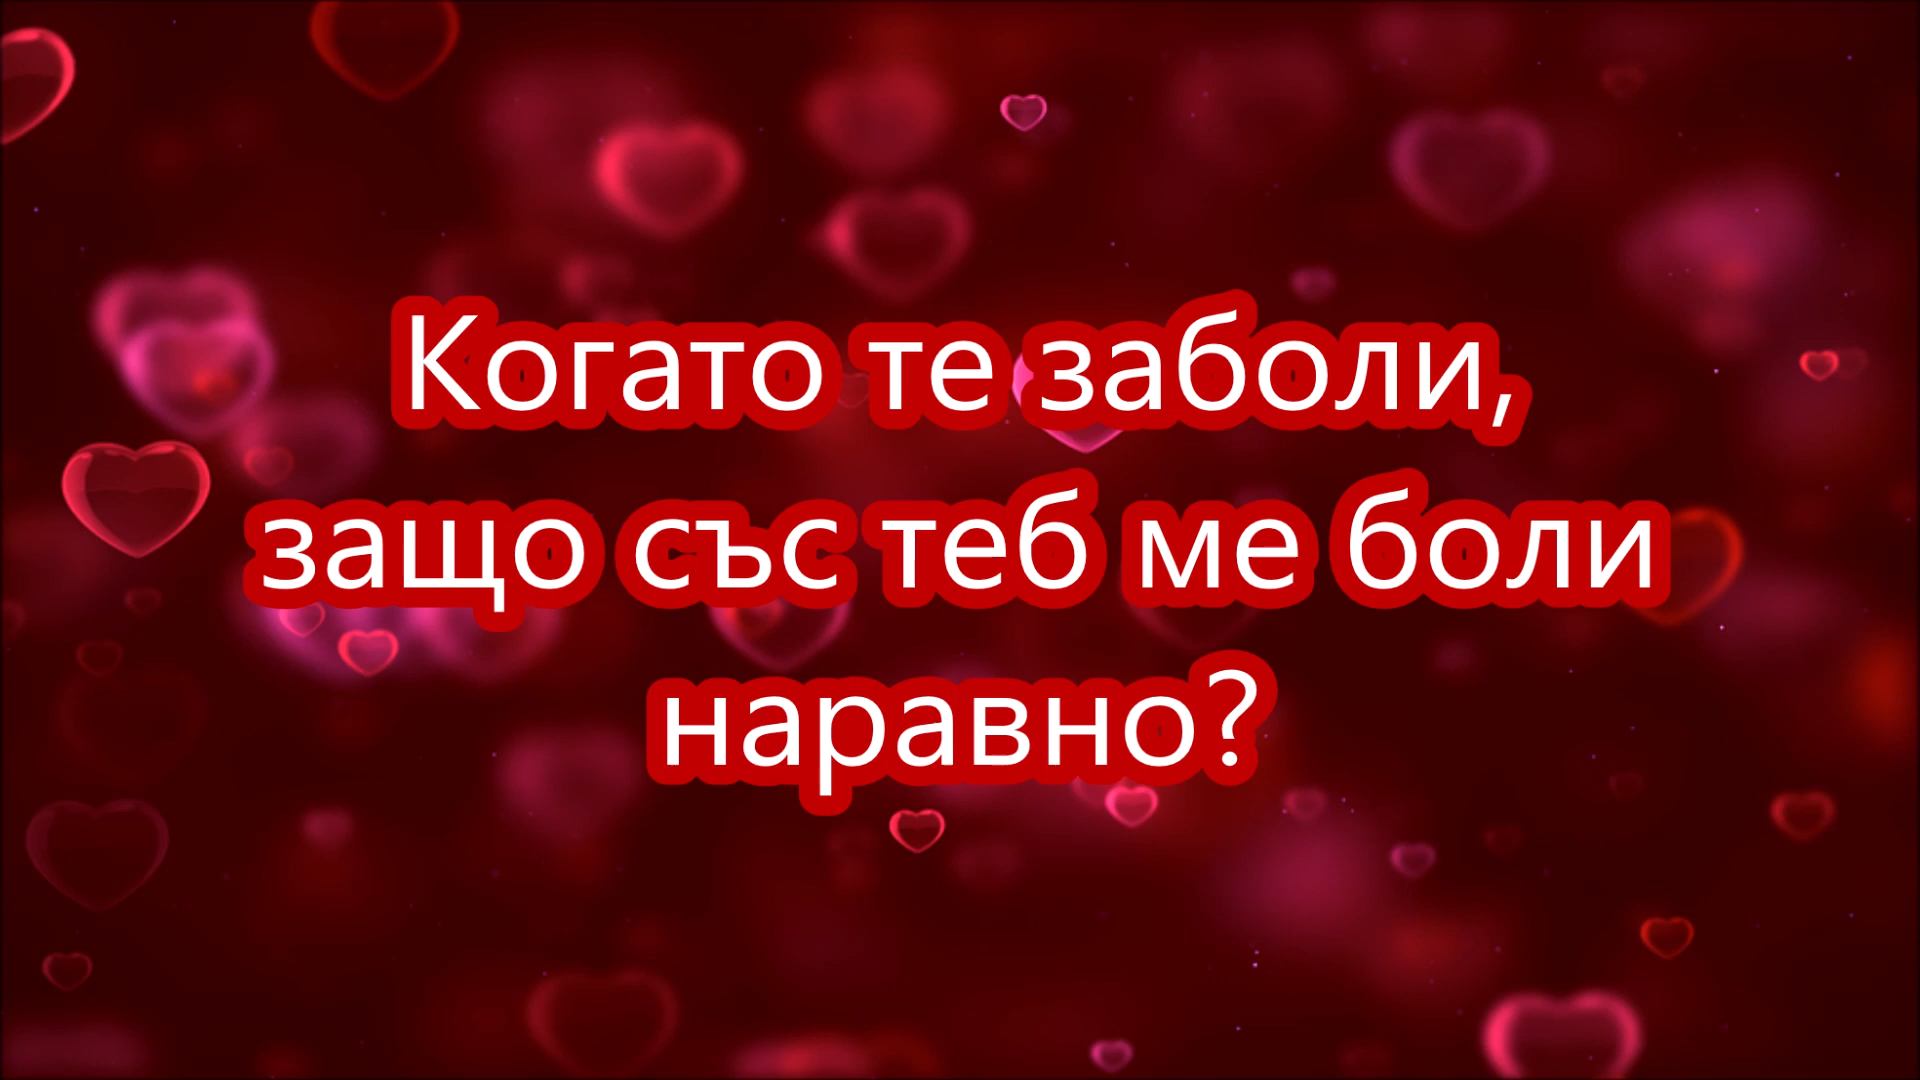 Когато те заболи,
защо със теб ме боли
наравно?